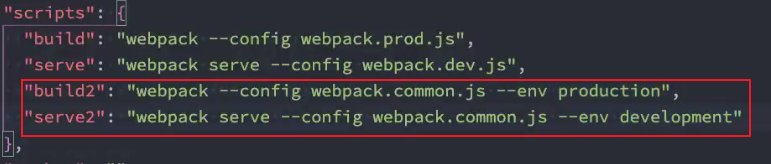 "scripts": {
"build": "webpack --config webpack.prod.js",
"serve": "webpack serve --config webpack.dev.js",
"build2": "webpack --config webpack.common.js --env production",
"serve2": "webpack serve --config webpack.common.js --env development"
},